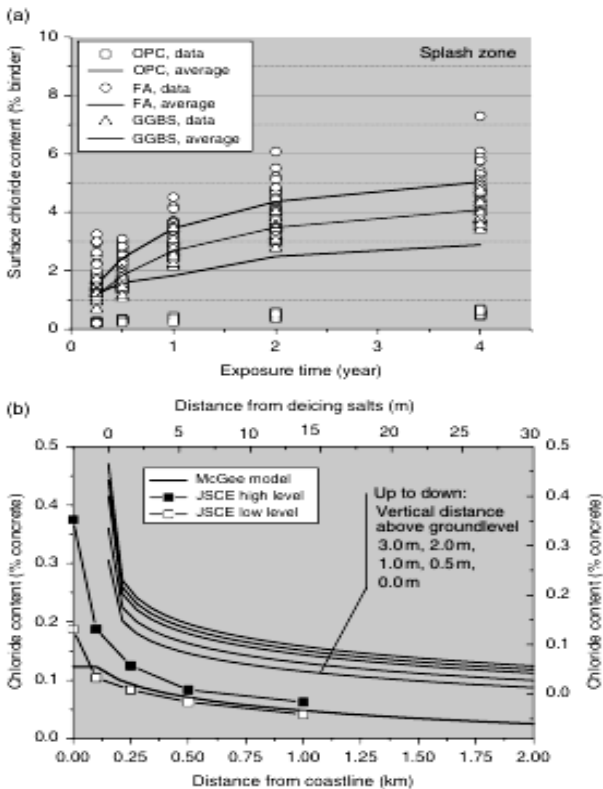 (a)
10
8
6
4
2
0
Surface chloride content (% binder)
OPC, data
OPC, average
FA, data
FA, average
GGBS, data
GGBS, average
Splash zone
0 1 2 3 4
Exposure time (year)
(b)
Distance from deicing salts (m)
0 5 10 15 20 25 30
0.5
0.4
0.3
0.2
0.1
0.0
Chloride content (% concrete)
McGee model
JSCE high level
JSCE low level
Up to down:
Vertical distance
above groundlevel
3.0 m, 2.0 m,
1.0 m, 0.5 m,
0.0 m
0.5
0.4
0.3
0.2
0.1
0.0
Chloride content (% concrete)
0.00 0.25 0.50 0.75 1.00 1.25 1.50 1.75 2.00
Distance from coastline (km)